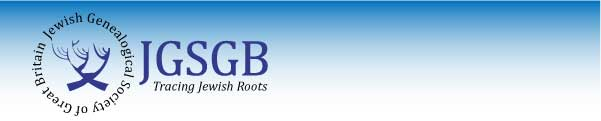 Jewish Genealogical Society of Great Britain
JGSGB
Tracing Jewish Roots